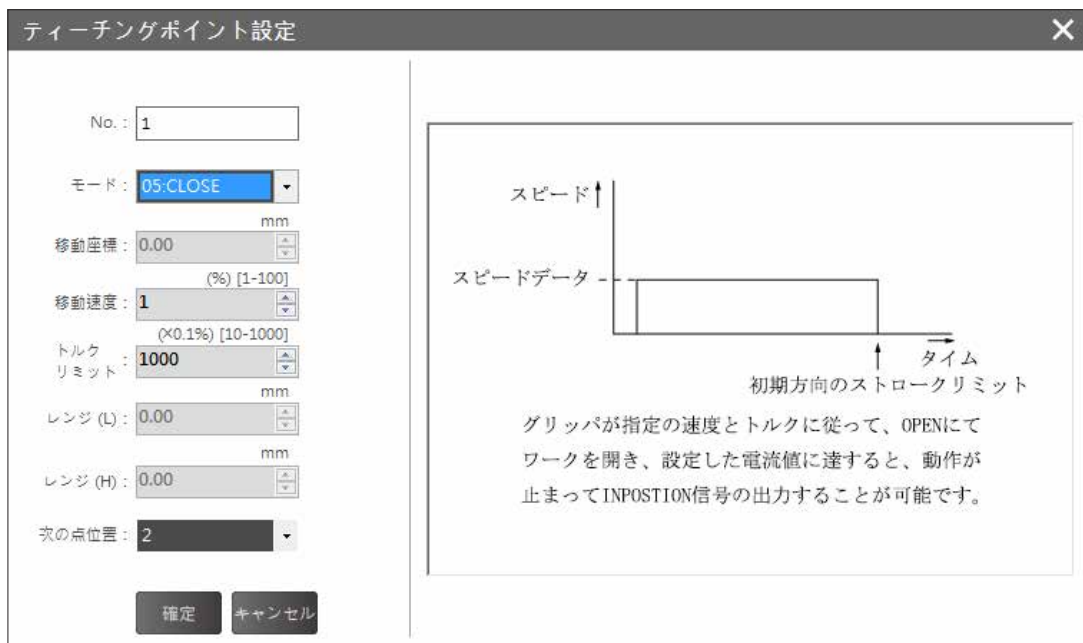 ティーチングポイント設定
No. : 1
モード : 05:CLOSE
mm
移動座標 : 0.00
(%) [1-100]
移動速度 : 1
(×0.1%) [10-1000]
トルク
リミット : 1000
mm
レンジ (L) : 0.00
mm
レンジ (H) : 0.00
次の点位置 : 2
確定 キャンセル
スピード
スピードデータ
タイム
初期方向のストロークリミット
グリッパが指定の速度とトルクに従って、OPENにて
ワークを開き、設定した電流値に達すると、動作が
止まってINPOSTION信号の出力することが可能です。